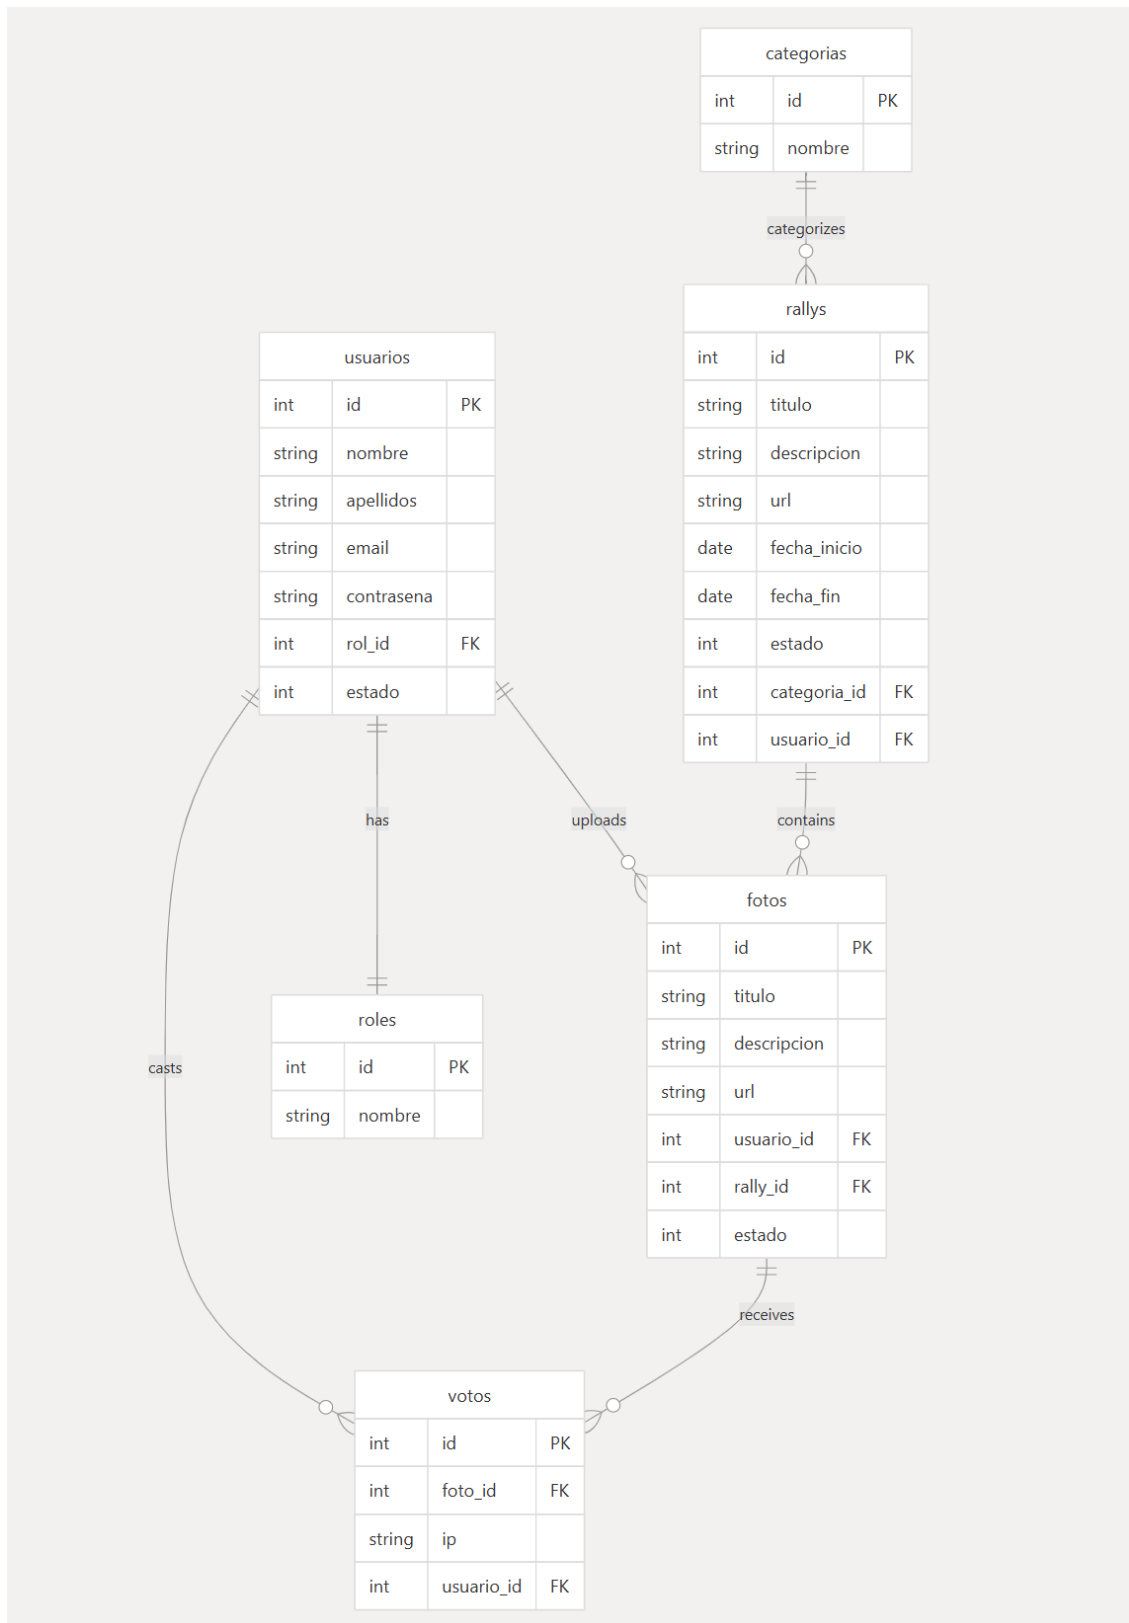 categorias
int id PK
string nombre
categorizes
rallys
int id PK
string titulo
string descripcion
string url
date fecha_inicio
date fecha_fin
int estado
int categoria_id FK
int usuario_id FK
usuarios
int id PK
string nombre
string apellidos
string email
string contrasena
int rol_id FK
int estado
has
uploads
contains
fotos
int id PK
string titulo
string descripcion
string url
int usuario_id FK
int rally_id FK
int estado
roles
int id PK
string nombre
casts
receives
votos
int id PK
int foto_id FK
string ip
int usuario_id FK